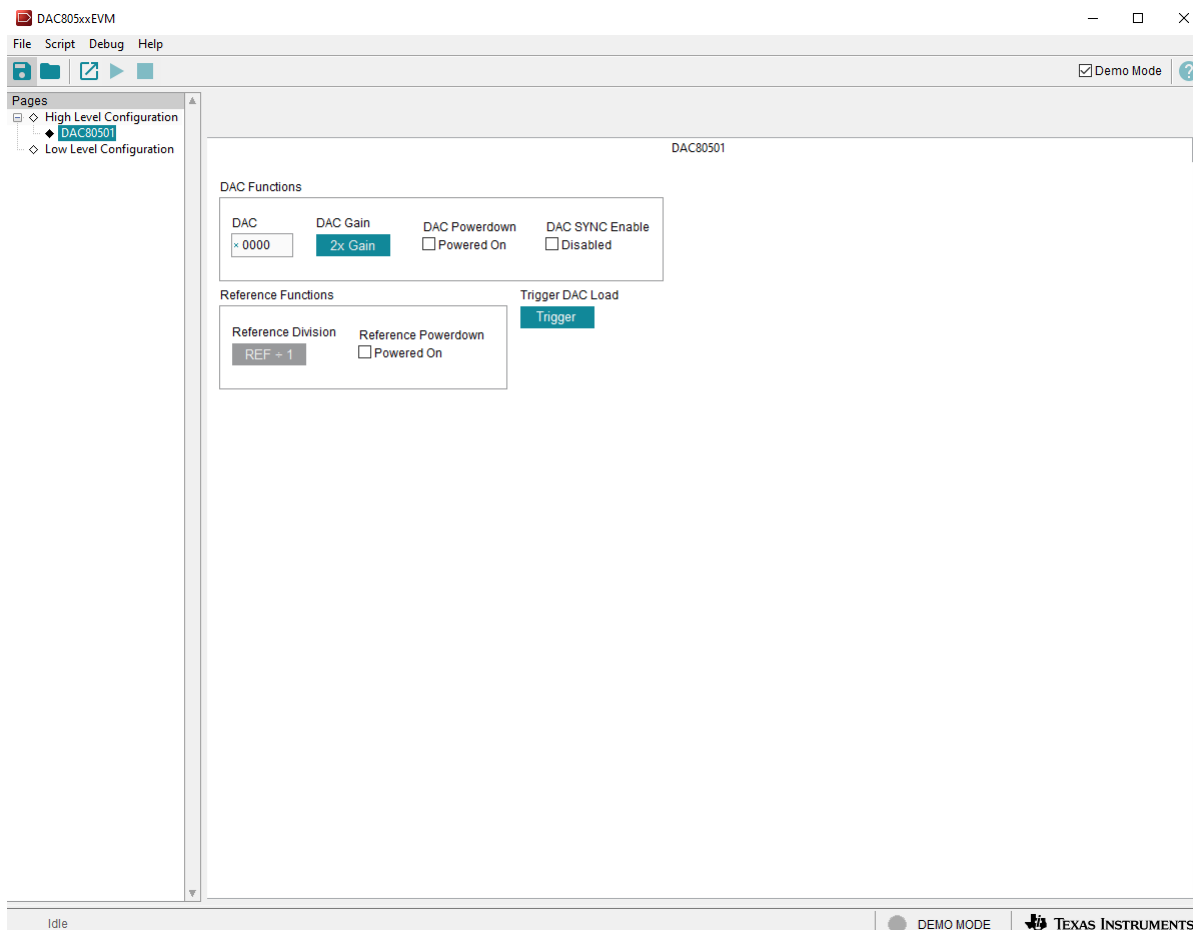 DAC805xxEVM
File Script Debug Help
Demo Mode
Pages
High Level Configuration
DAC80501
Low Level Configuration
DAC80501
DAC Functions
DAC DAC Gain DAC Powerdown DAC SYNC Enable
× 0000 2x Gain Powered On Disabled
Reference Functions Trigger DAC Load
Trigger
Reference Division Reference Powerdown
REF ÷ 1 Powered On
Idle DEMO MODE TEXAS INSTRUMENTS